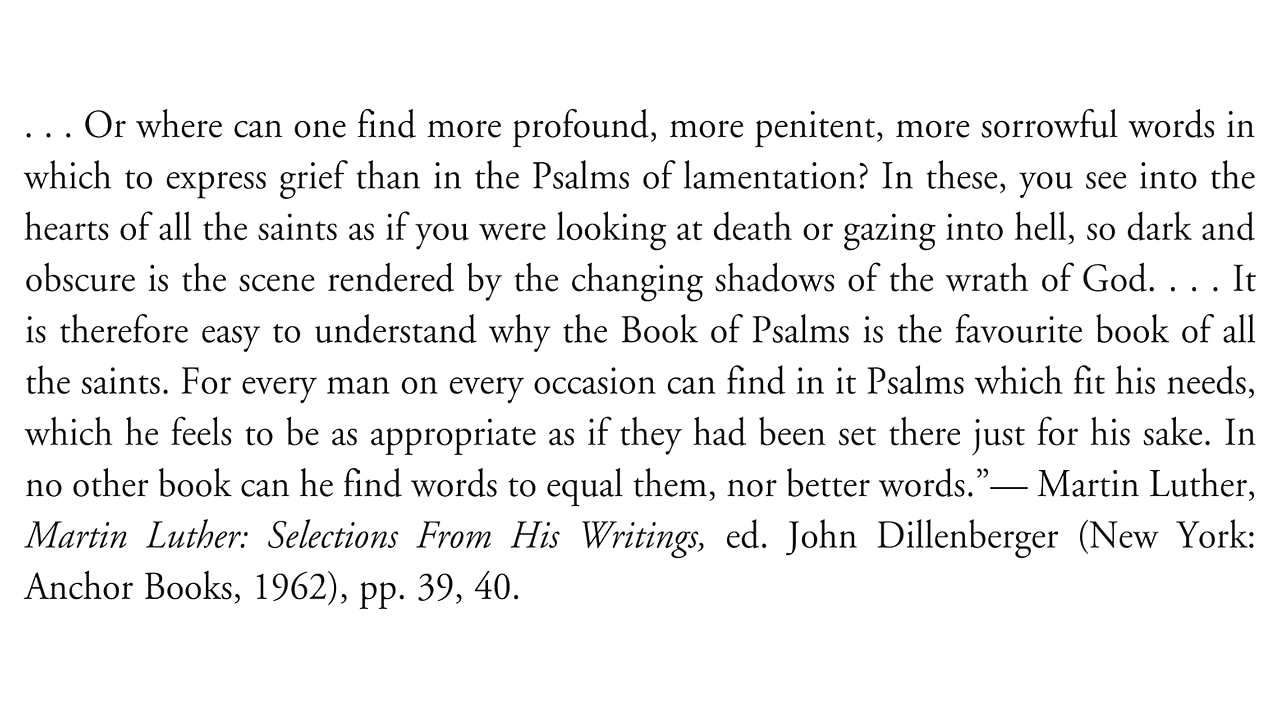 . . . Or where can one find more profound, more penitent, more sorrowful words in
which to express grief than in the Psalms of lamentation? In these, you see into the
hearts of all the saints as if you were looking at death or gazing into hell, so dark and
obscure is the scene rendered by the changing shadows of the wrath of God. . . . It
is therefore easy to understand why the Book of Psalms is the favourite book of all
the saints. For every man on every occasion can find in it Psalms which fit his needs,
which he feels to be as appropriate as if they had been set there just for his sake. In
no other book can he find words to equal them, nor better words.”— Martin Luther,
Martin Luther: Selections From His Writings, ed. John Dillenberger (New York:
Anchor Books, 1962), pp. 39, 40.